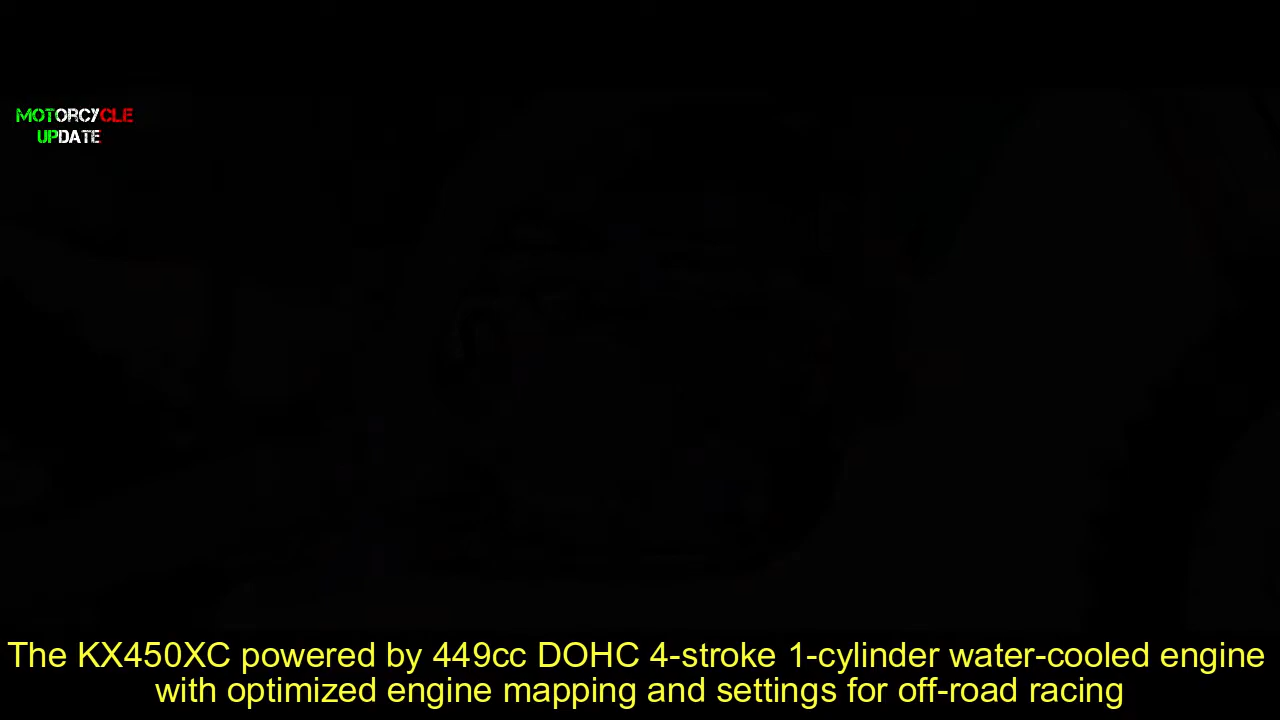 MOTORCYCLE
UPDATE
The KX450XC powered by 449cc DOHC 4-stroke 1-cylinder water-cooled engine
with optimized engine mapping and settings for off-road racing